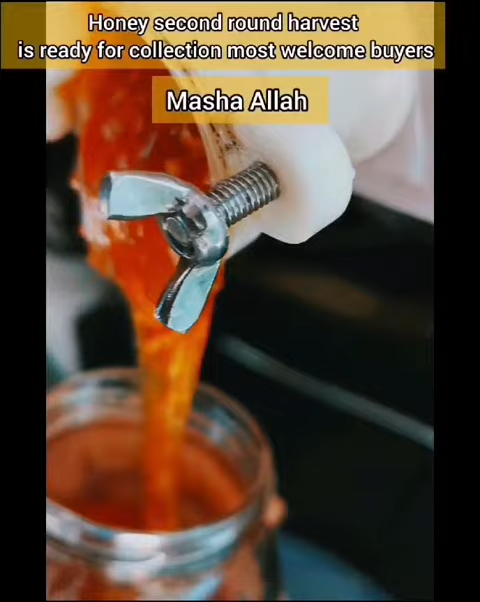 Honey second round harvest
is ready for collection most welcome buyers
Masha Allah